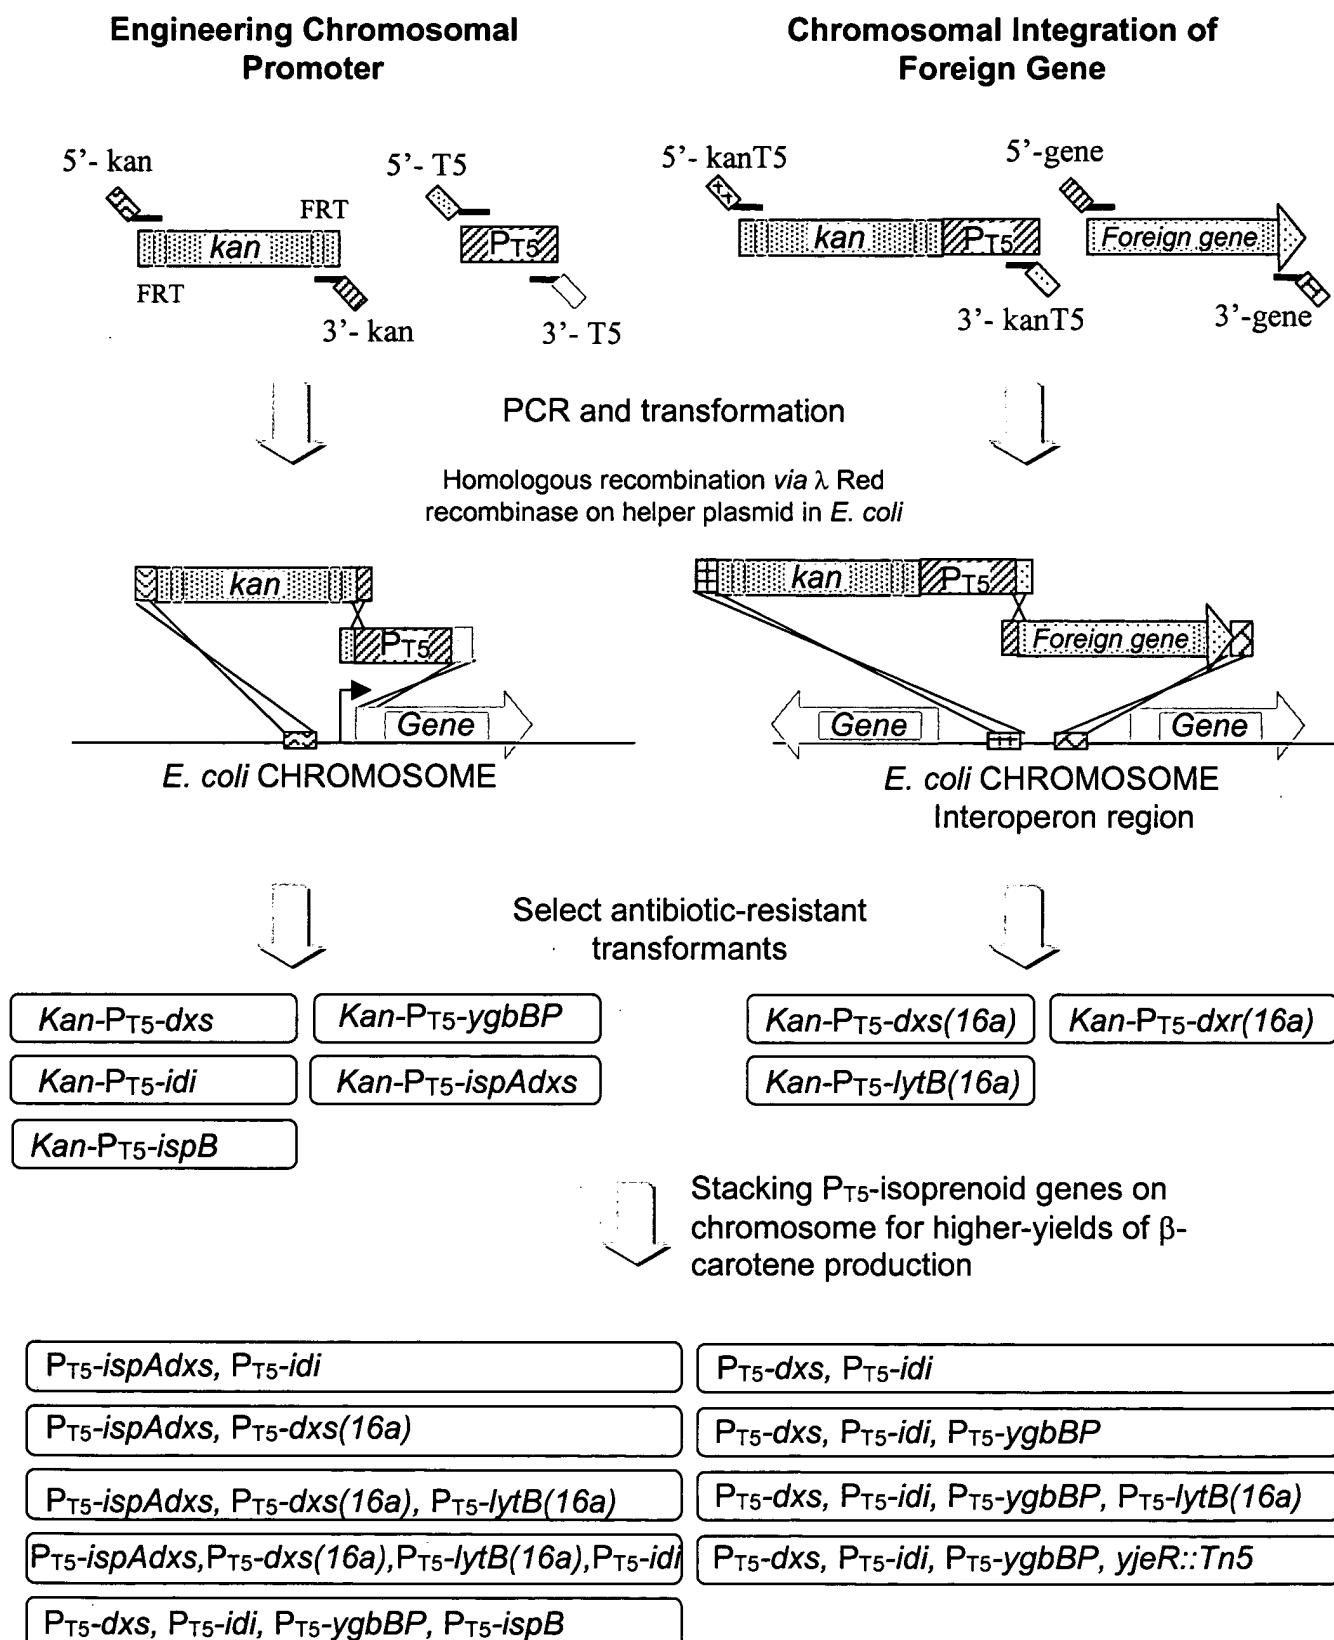 Engineering Chromosomal
Promoter
Chromosomal Integration of
Foreign Gene
5'- kan
FRT
kan
FRT
3'- kan
5'- T5
PT5
3'- T5
5'- kanT5
kan
PT5
3'- kanT5
5'-gene
Foreign gene
3'-gene
PCR and transformation
Homologous recombination via λ Red
recombinase on helper plasmid in E. coli
kan
PT5
Gene
E. coli CHROMOSOME
kan
PT5
Foreign gene
Gene
Gene
E. coli CHROMOSOME
Interoperon region
Select antibiotic-resistant
transformants
Kan-PT5-dxs
Kan-PT5-ygbBP
Kan-PT5-idi
Kan-PT5-ispAdxs
Kan-PT5-ispB
Kan-PT5-dxs(16a)
Kan-PT5-dxr(16a)
Kan-PT5-lytB(16a)
Stacking PT5-isoprenoid genes on
chromosome for higher-yields of β-
carotene production
PT5-ispAdxs, PT5-idi
PT5-ispAdxs, PT5-dxs(16a)
PT5-ispAdxs, PT5-dxs(16a), PT5-lytB(16a)
PT5-ispAdxs,PT5-dxs(16a),PT5-lytB(16a),PT5-idi
PT5-dxs, PT5-idi, PT5-ygbBP, PT5-ispB
PT5-dxs, PT5-idi
PT5-dxs, PT5-idi, PT5-ygbBP
PT5-dxs, PT5-idi, PT5-ygbBP, PT5-lytB(16a)
PT5-dxs, PT5-idi, PT5-ygbBP, yjeR::Tn5